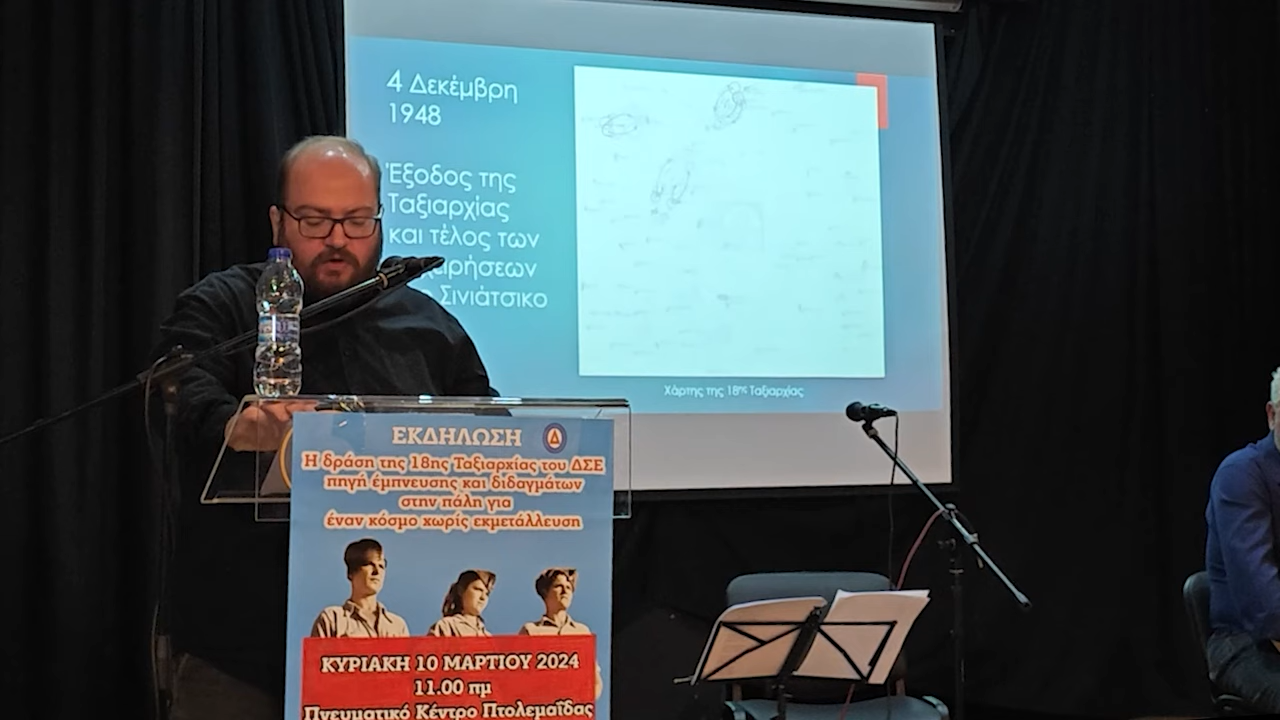 4 Δεκέμβρη
1948
Έξοδος της
Ταξιαρχίας
και τέλος των
Σινιάτσικο
Χάρτης της 18ης Ταξιαρχίας
ΕΚΔΗΛΩΣΗ
Δ
Η δράση της 18ης Ταξιαρχίας του ΔΣΕ
πηγή έμπνευσης και διδαγμάτων
στην πάλη για
έναν κόσμο χωρίς εκμετάλλευση
ΚΥΡΙΑΚΗ 10 ΜΑΡΤΙΟΥ 2024
11.00 πμ
Πνευματικό Κέντρο Πτολεμαΐδας